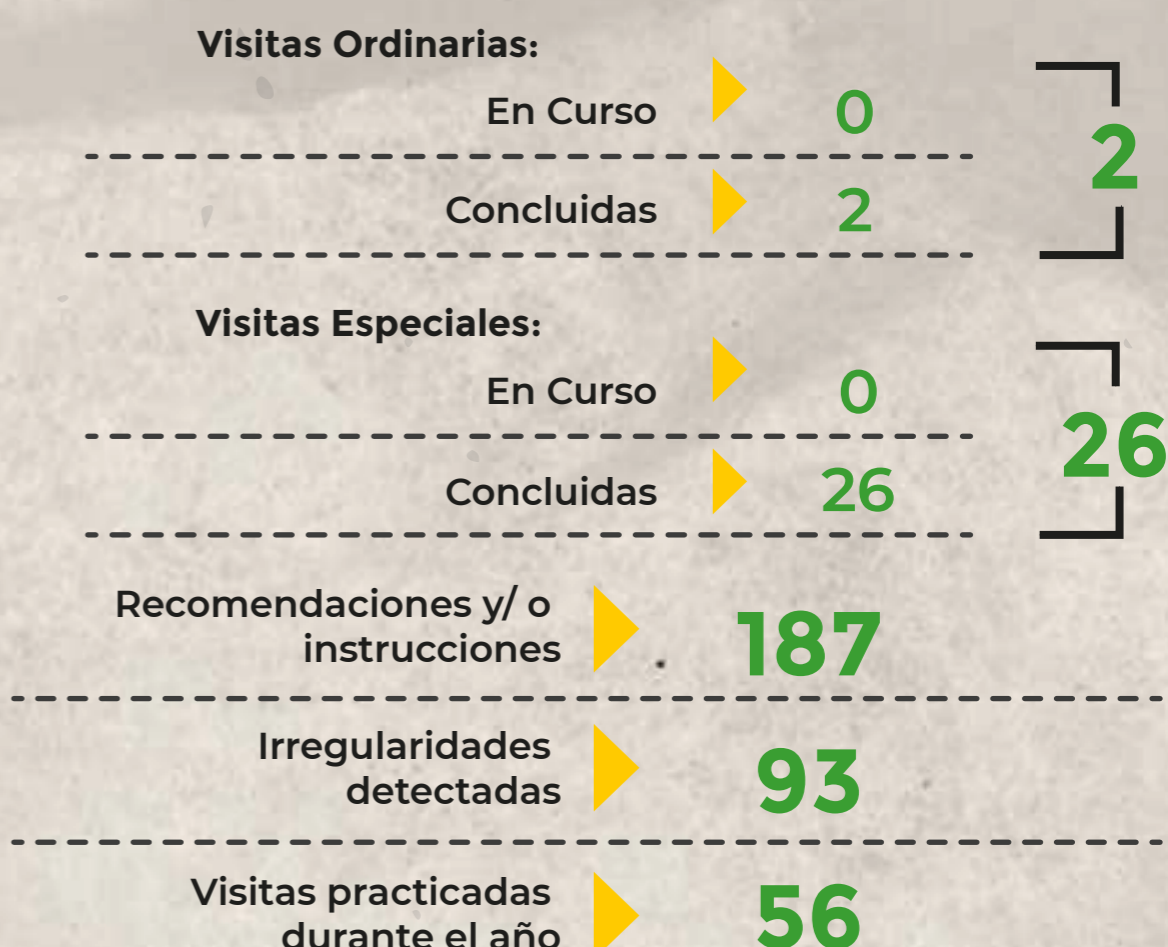 Visitas Ordinarias:
En Curso 0
2
Concluidas 2
Visitas Especiales:
En Curso 0
26
Concluidas 26
Recomendaciones y/ o
instrucciones
187
Irregularidades
detectadas
93
Visitas practicadas
durante el año
56